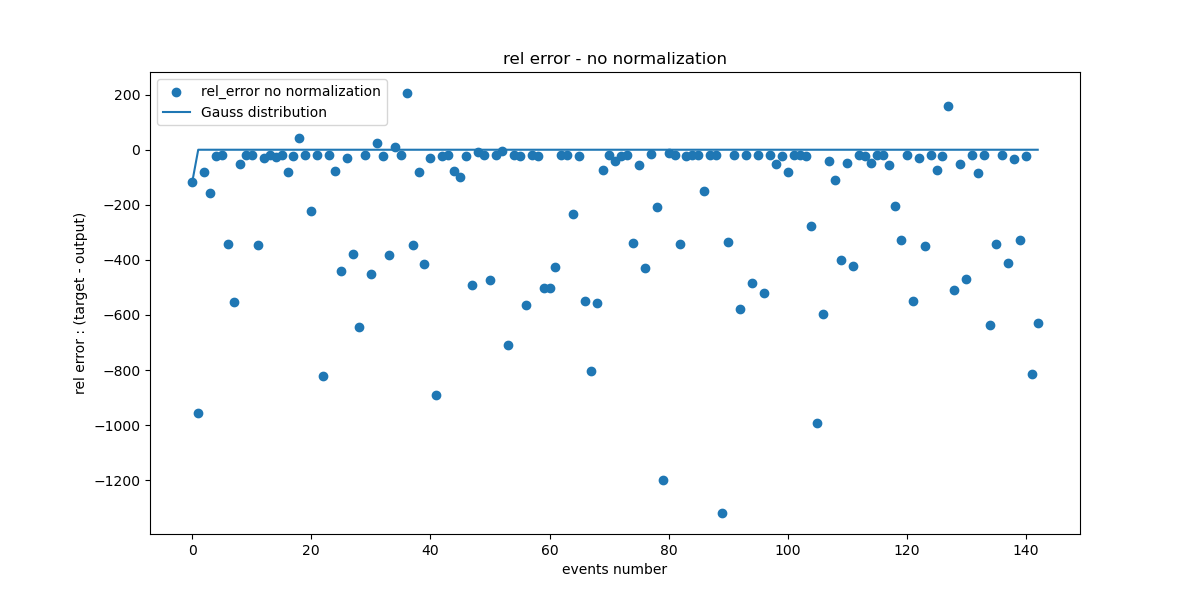 rel error - no normalization
rel_error no normalization
Gauss distribution
200
0
−200
−400
−600
−800
−1000
−1200
rel error : (target - output)
0 20 40 60 80 100 120 140
events number